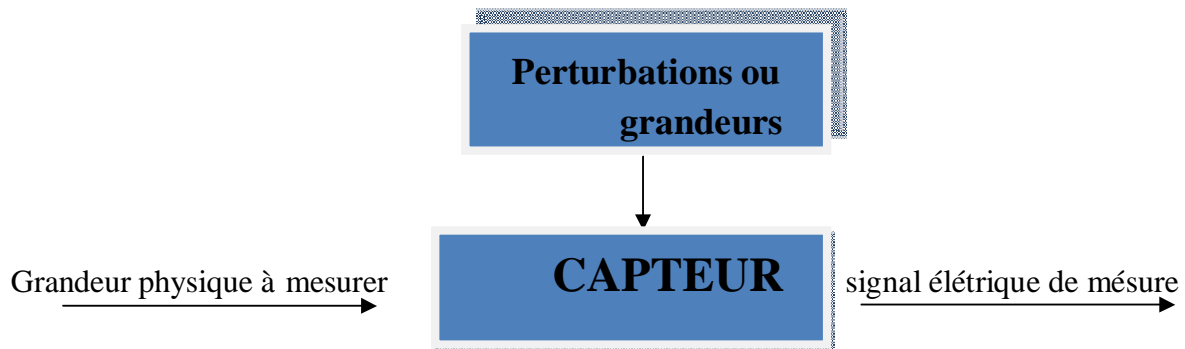 Perturbations ou
grandeurs
Grandeur physique à mesurer
CAPTEUR
signal élétrique de mésure